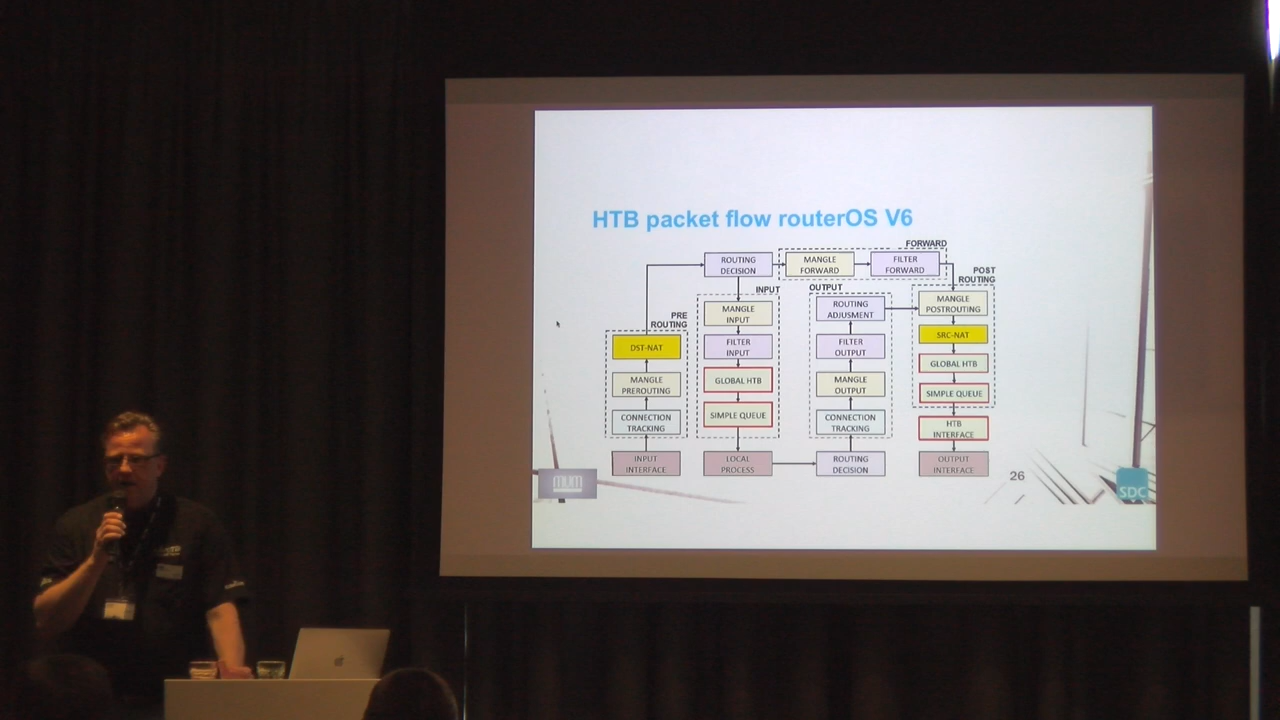 HTB packet flow routerOS V6
FORWARD
ROUTING
DECISION
MANGLE
FORWARD
FILTER
FORWARD
POST
ROUTING
INPUT
OUTPUT
MANGLE
INPUT
ROUTING
ADJUSMENT
MANGLE
POSTROUTING
PRE
ROUTING
DST-NAT
FILTER
INPUT
FILTER
OUTPUT
SRC-NAT
GLOBAL HTB
MANGLE
PREROUTING
GLOBAL HTB
MANGLE
OUTPUT
SIMPLE QUEUE
CONNECTION
TRACKING
SIMPLE QUEUE
CONNECTION
TRACKING
HTB
INTERFACE
INPUT
INTERFACE
LOCAL
PROCESS
ROUTING
DECISION
OUTPUT
INTERFACE
26
MUM
SDC